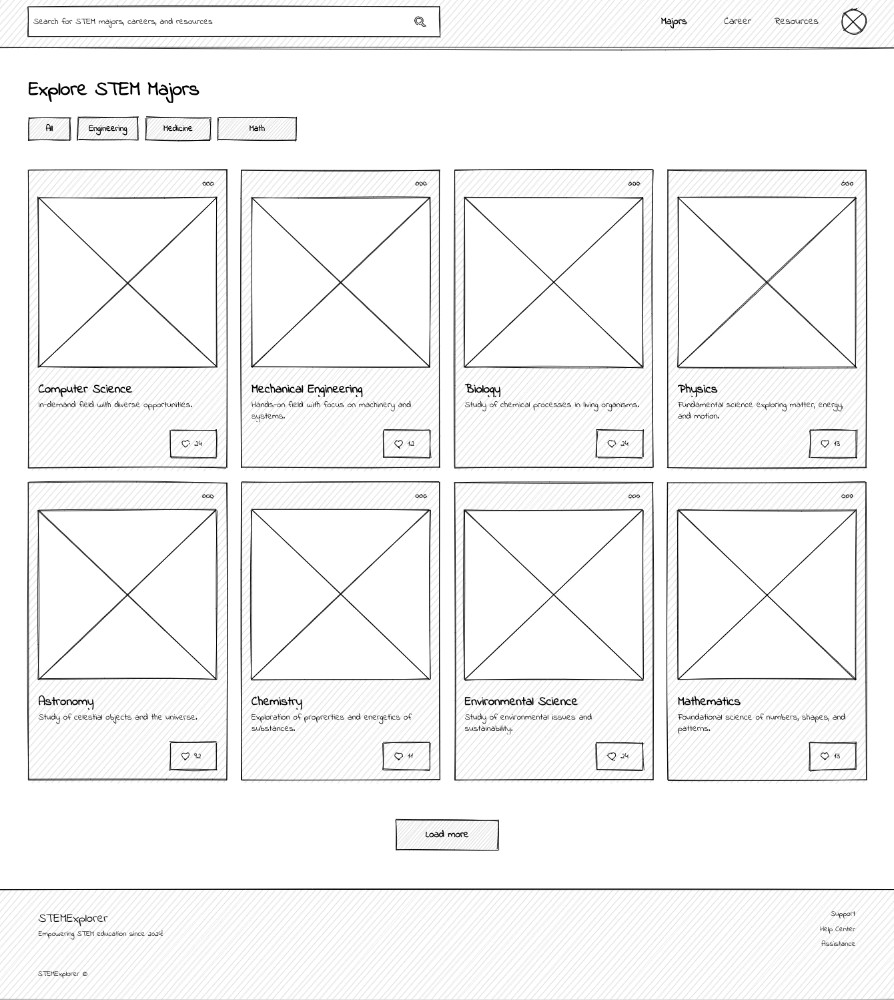 Search for STEM majors, careers, and resources
Majors
Career
Resources
Explore STEM Majors
All
Engineering
Medicine
Math
Computer Science
In-demand field with diverse opportunities.
24
Mechanical Engineering
Hands-on field with focus on machinery and
systems.
12
Biology
Study of chemical processes in living organisms.
24
Physics
Fundamental science exploring matter, energy,
and motion.
13
Astronomy
Study of celestial objects and the universe.
92
Chemistry
Exploration of proprerties and energetics of
substances.
11
Environmental Science
Study of environmental issues and
sustainability.
24
Mathematics
Foundational science of numbers, shapes, and
patterns.
13
Load more
STEMExplorer
Empowering STEM education since 2024!
STEMExplorer ©
Support
Help Center
Assistance